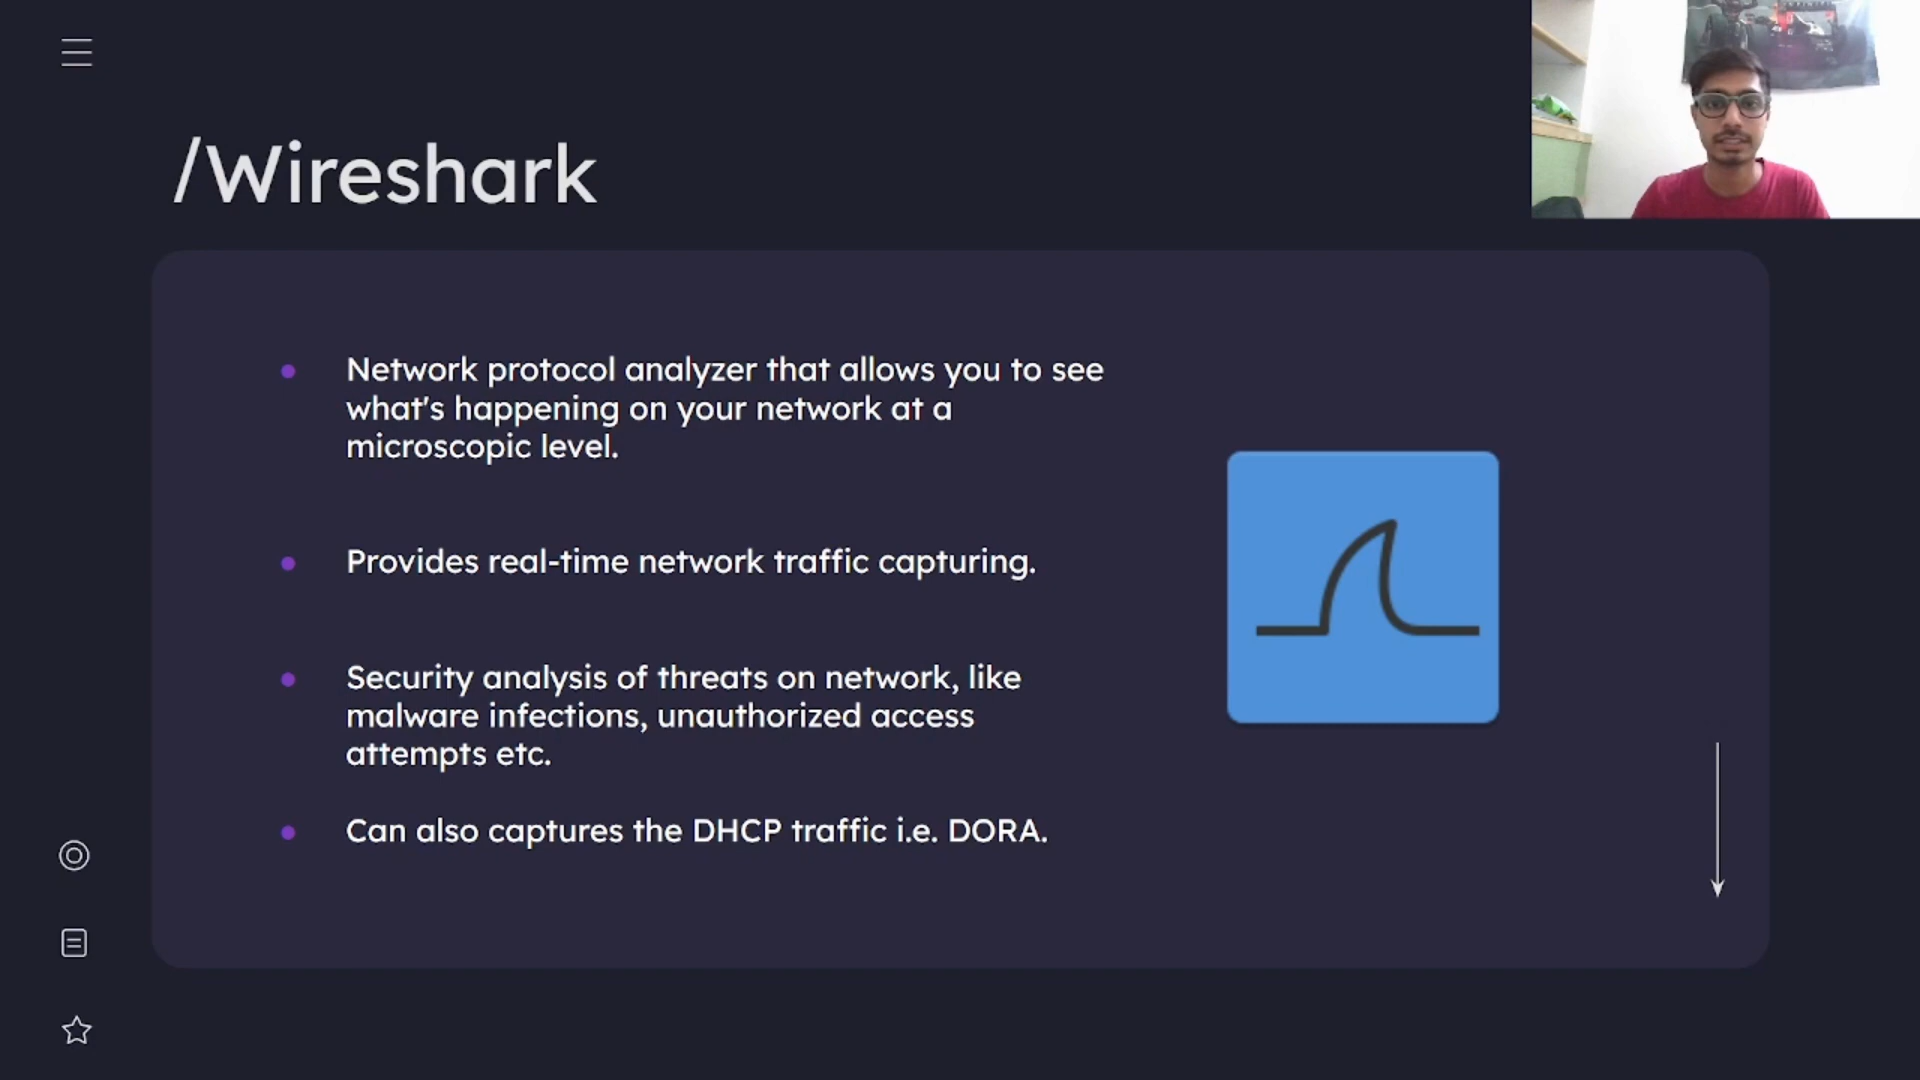 /Wireshark
Network protocol analyzer that allows you to see
what's happening on your network at a
microscopic level.
Provides real-time network traffic capturing.
Security analysis of threats on network, like
malware infections, unauthorized access
attempts etc.
Can also captures the DHCP traffic i.e. DORA.